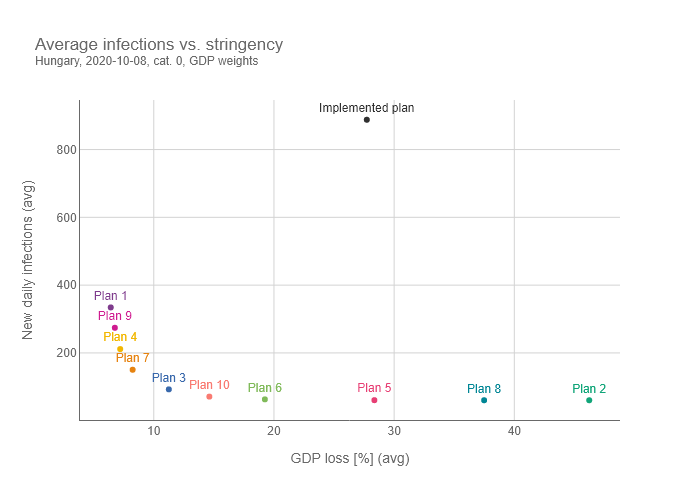 Average infections vs. stringency
Hungary, 2020-10-08, cat. 0, GDP weights
Implemented plan
800
600
400
200
New daily infections (avg)
Plan 1
Plan 9
Plan 4
Plan 7
Plan 3
Plan 10
Plan 6
Plan 5
Plan 8
Plan 2
10
20
30
40
GDP loss [%] (avg)